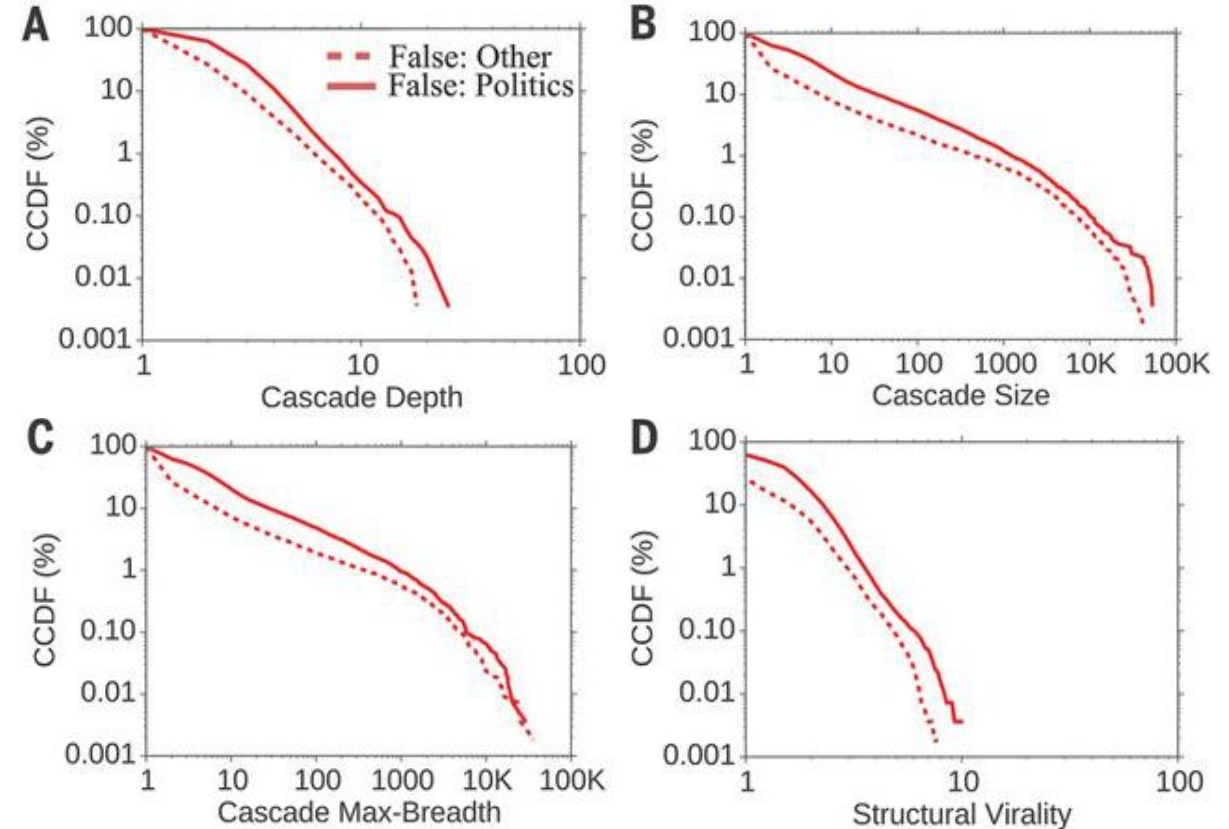 A
CCDF (%)
100
10
1
0.10
0.01
0.001
False: Other
False: Politics
1 10 100
Cascade Depth
B
CCDF (%)
100
10
1
0.10
0.01
0.001
1 10 100 1000 10K 100K
Cascade Size
C
CCDF (%)
100
10
1
0.10
0.01
0.001
1 10 100 1000 10K 100K
Cascade Max-Breadth
D
CCDF (%)
100
10
1
0.10
0.01
0.001
1 10 100
Structural Virality